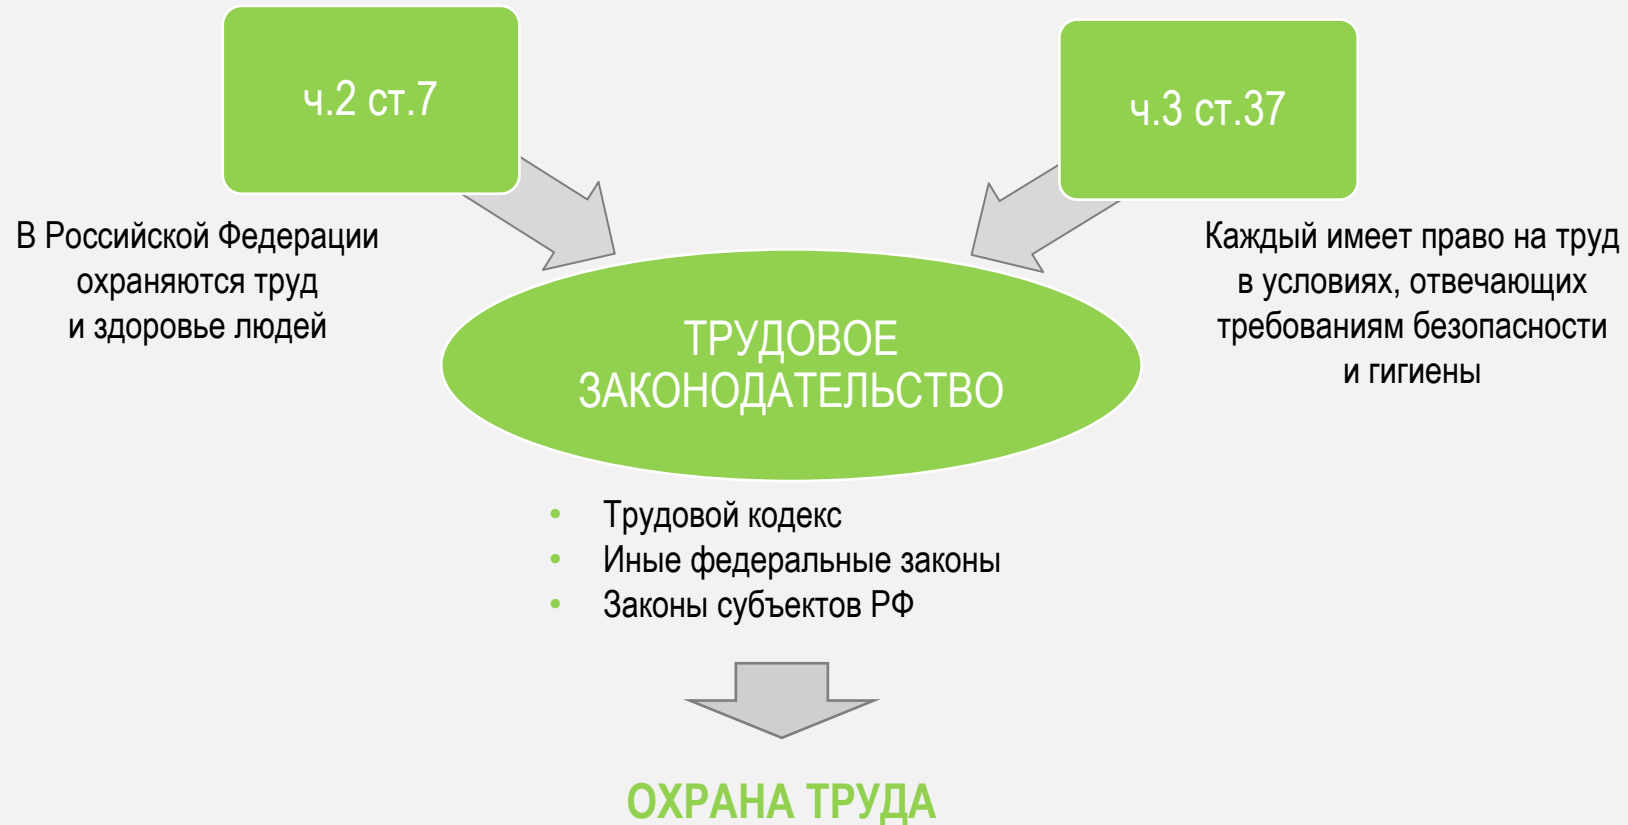 ч.2 ст.7
ч.3 ст.37
В Российской Федерации
охраняются труд
и здоровье людей
Каждый имеет право на труд
в условиях, отвечающих
требованиям безопасности
и гигиены
ТРУДОВОЕ
ЗАКОНОДАТЕЛЬСТВО
• Трудовой кодекс
• Иные федеральные законы
• Законы субъектов РФ
ОХРАНА ТРУДА